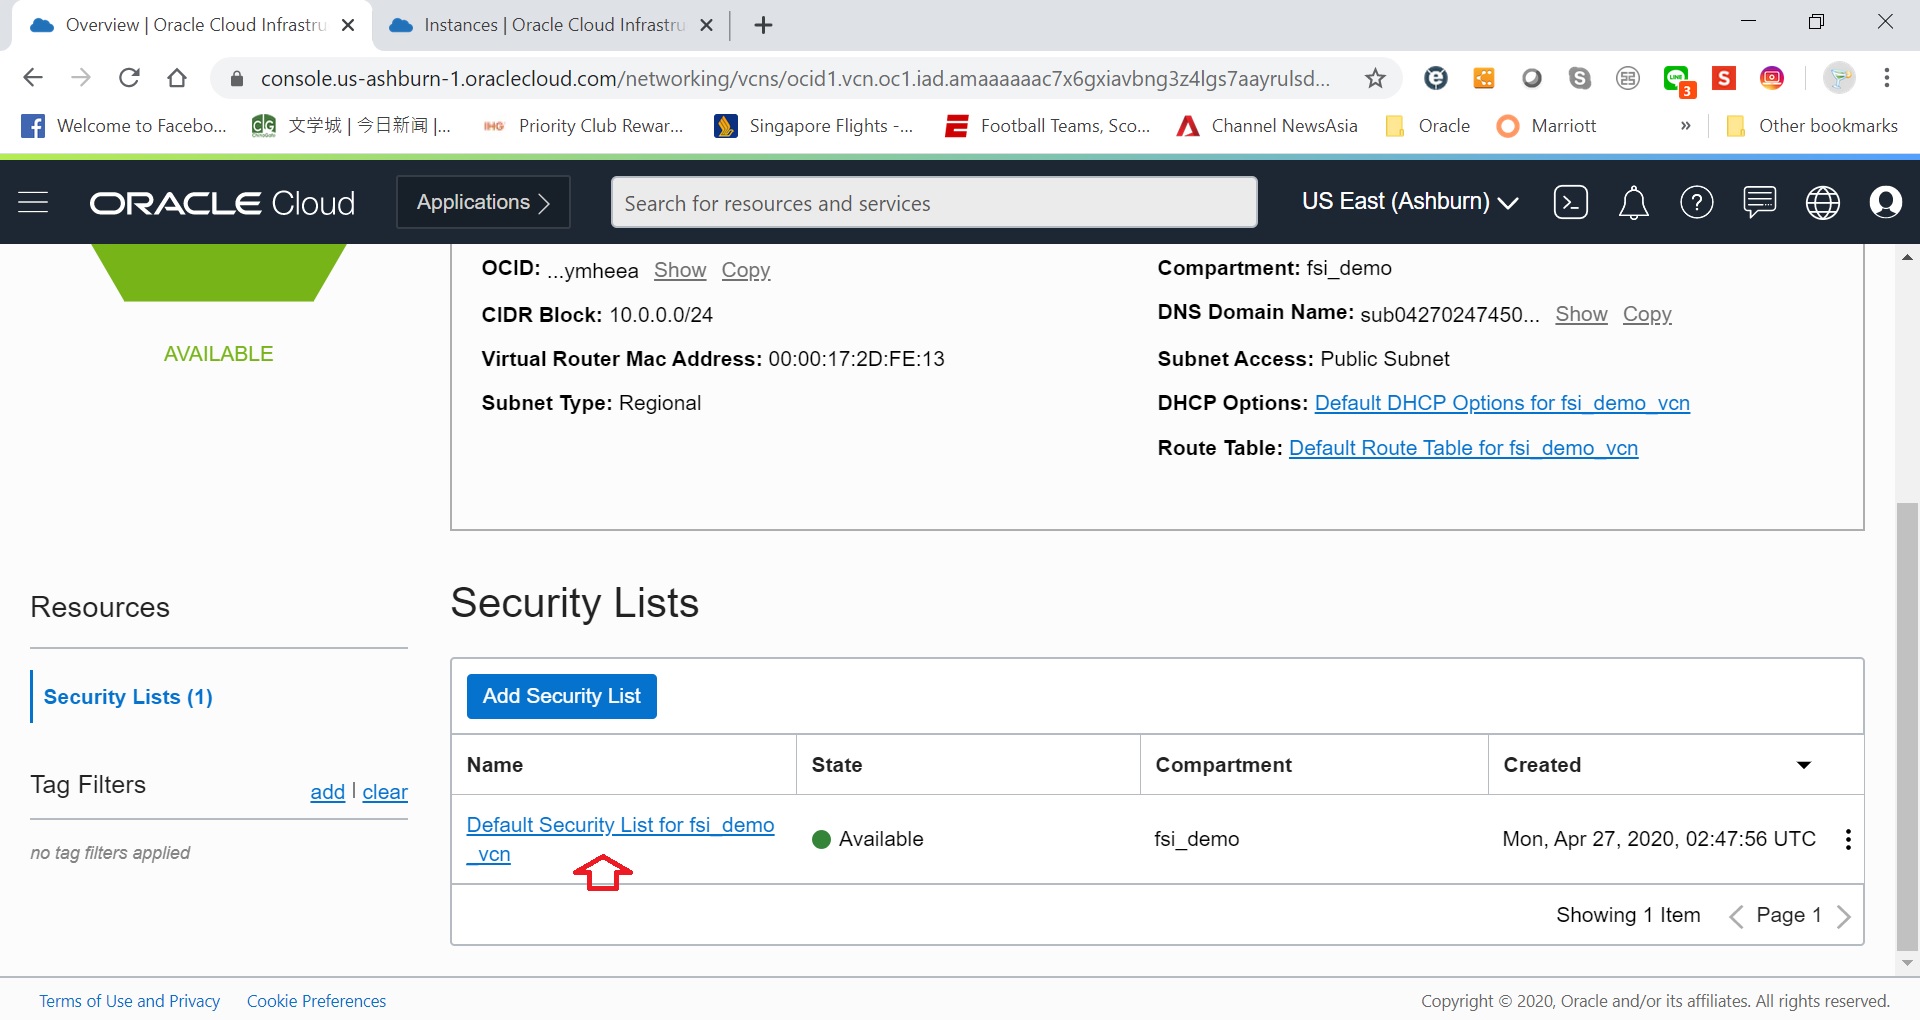 Overview | Oracle Cloud Infrastru
Instances | Oracle Cloud Infrastru
console.us-ashburn-1.oraclecloud.com/networking/vcns/ocid1.vcn.oc1.iad.amaaaaaac7x6gxiavbng3z4lgs7aayrulsd...
3
Welcome to Facebo...
文学城 | 今日新闻 |...
IHG Priority Club Rewar...
Singapore Flights -...
Football Teams, Sco...
Channel NewsAsia
Oracle
Marriott
»
Other bookmarks
ORACLE Cloud
Applications
Search for resources and services
US East (Ashburn)
OCID: ...ymheea Show Copy
CIDR Block: 10.0.0.0/24
Virtual Router Mac Address: 00:00:17:2D:FE:13
Subnet Type: Regional
Compartment: fsi_demo
DNS Domain Name: sub04270247450... Show Copy
Subnet Access: Public Subnet
DHCP Options: Default DHCP Options for fsi_demo_vcn
Route Table: Default Route Table for fsi_demo_vcn
AVAILABLE
Resources
Security Lists (1)
Tag Filters
add | clear
no tag filters applied
Security Lists
Add Security List
Name State Compartment Created
Default Security List for fsi_demo
_vcn
Available
fsi_demo
Mon, Apr 27, 2020, 02:47:56 UTC
Showing 1 Item
Page 1
Terms of Use and Privacy Cookie Preferences
Copyright © 2020, Oracle and/or its affiliates. All rights reserved.